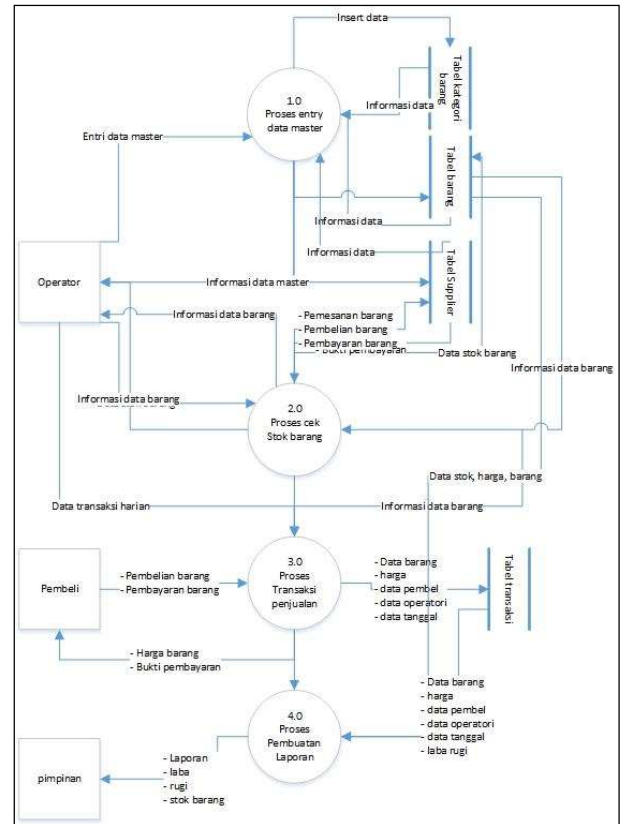 Insert data
1.0
Proses entry
data master
Tabel kategori
barang
Informasi data
Entri data master
Tabel barang
Informasi data
Informasi data
Operator
Informasi data master
Tabel Supplier
Informasi data barang
- Pemesanan barang
- Pembelian barang
- Pembayaran barang
- Bukti pembayaran
Data stok barang
Informasi data barang
2.0
Proses cek
Stok barang
Informasi data barang
Data stok, harga, barang
Data transaksi harian
Informasi data barang
3.0
Proses
Transaksi
penjualan
Pembeli
- Pembelian barang
- Pembayaran barang
- Data barang
- harga
- data pembel
- data operatori
- data tanggal
Tabel transaksi
- Harga barang
- Bukti pembayaran
4.0
Proses
Pembuatan
Laporan
- Data barang
- harga
- data pembel
- data operatori
- data tanggal
- laba rugi
pimpinan
- Laporan
- laba
- rugi
- stok barang